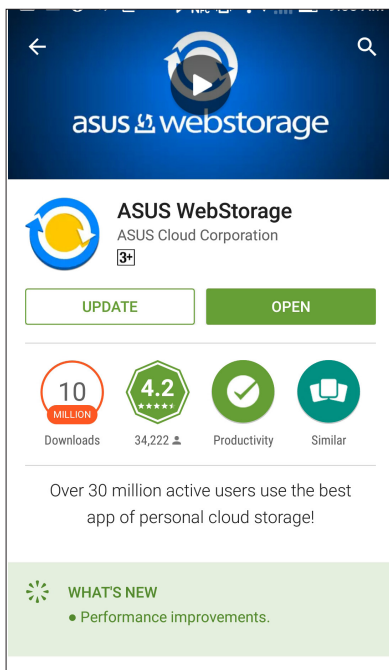 asus webstorage
ASUS WebStorage
ASUS Cloud Corporation
3+
UPDATE
OPEN
10
MILLION
4.2
Downloads
34,222
Productivity
Similar
Over 30 million active users use the best
app of personal cloud storage!
WHAT'S NEW
● Performance improvements.